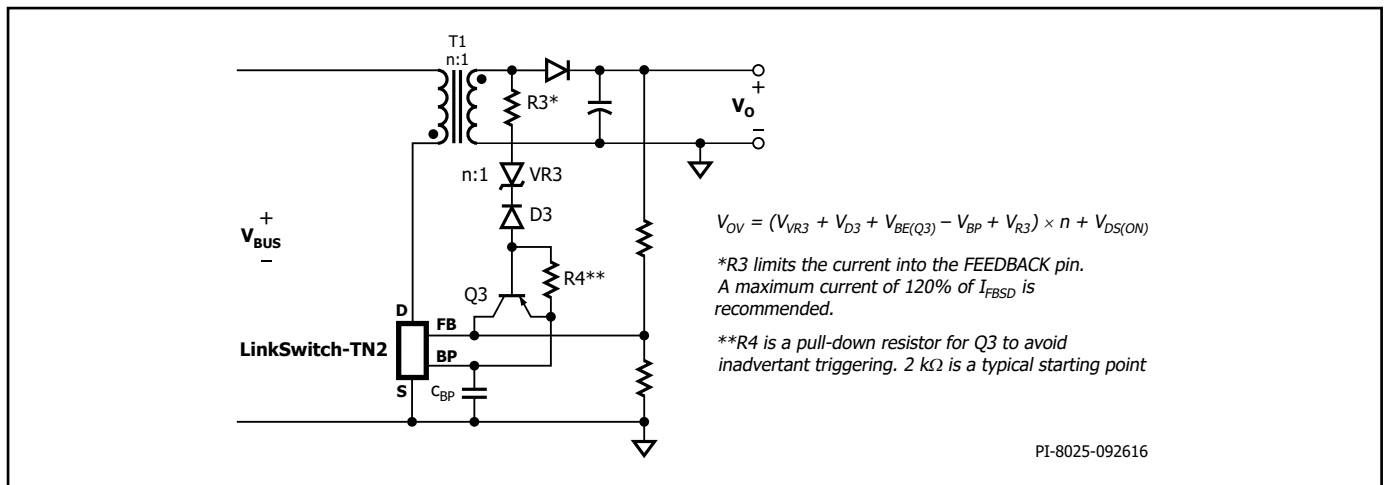 T1
n:1
R3*
+
V_O
−
n:1
VR3
D3
+
V_BUS
−
R4**
Q3
D
FB
LinkSwitch-TN2
BP
S
C_BP
V_OV = (V_VR3 + V_D3 + V_BE(Q3) − V_BP + V_R3) × n + V_DS(ON)
*R3 limits the current into the FEEDBACK pin.
A maximum current of 120% of I_FBSD is
recommended.
**R4 is a pull-down resistor for Q3 to avoid
inadvertant triggering. 2 kΩ is a typical starting point
PI-8025-092616